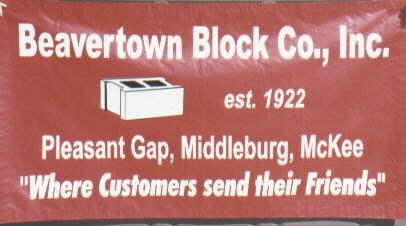 Beavertown Block Co., Inc.
est. 1922
Pleasant Gap, Middleburg, McKee
"Where Customers send their Friends"